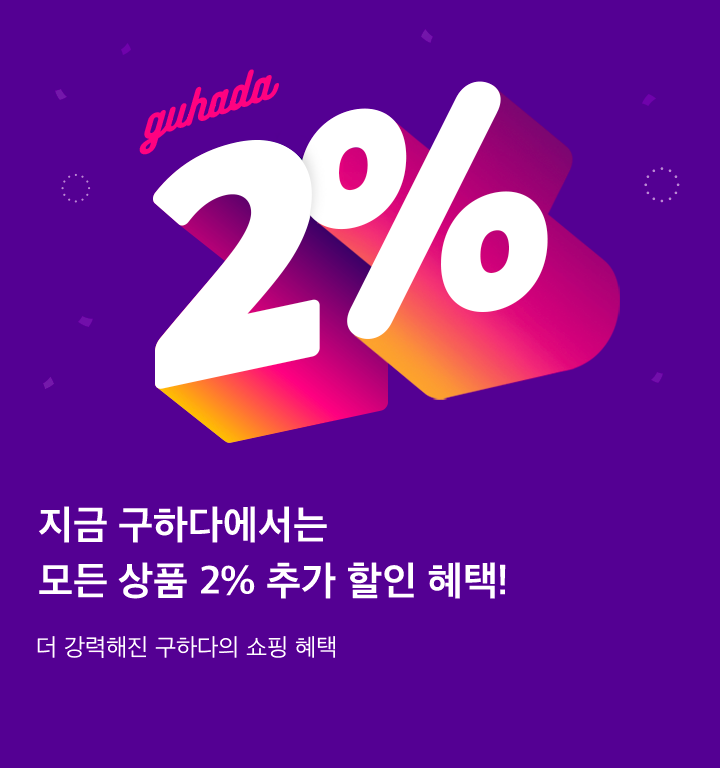 guhada
2%
지금 구하다에서는
모든 상품 2% 추가 할인 혜택!
더 강력해진 구하다의 쇼핑 혜택